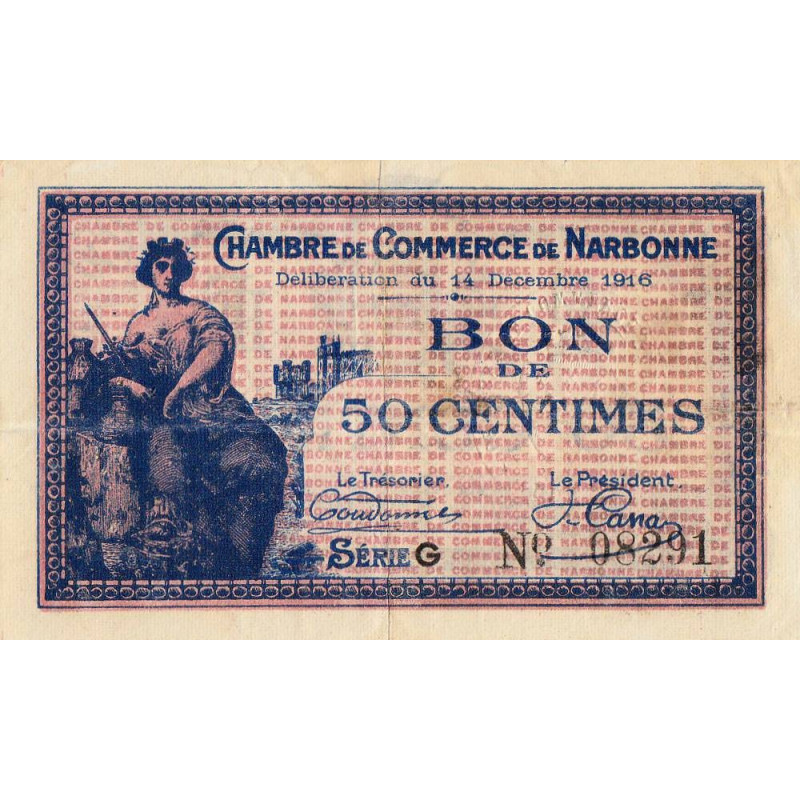 CHAMBRE DE COMMERCE DE NARBONNE
Deliberation du 14 Decembre 1916
BON
DE
50 CENTIMES
Le Trésorier. Le Président.
SÉRIE G Nº 08291